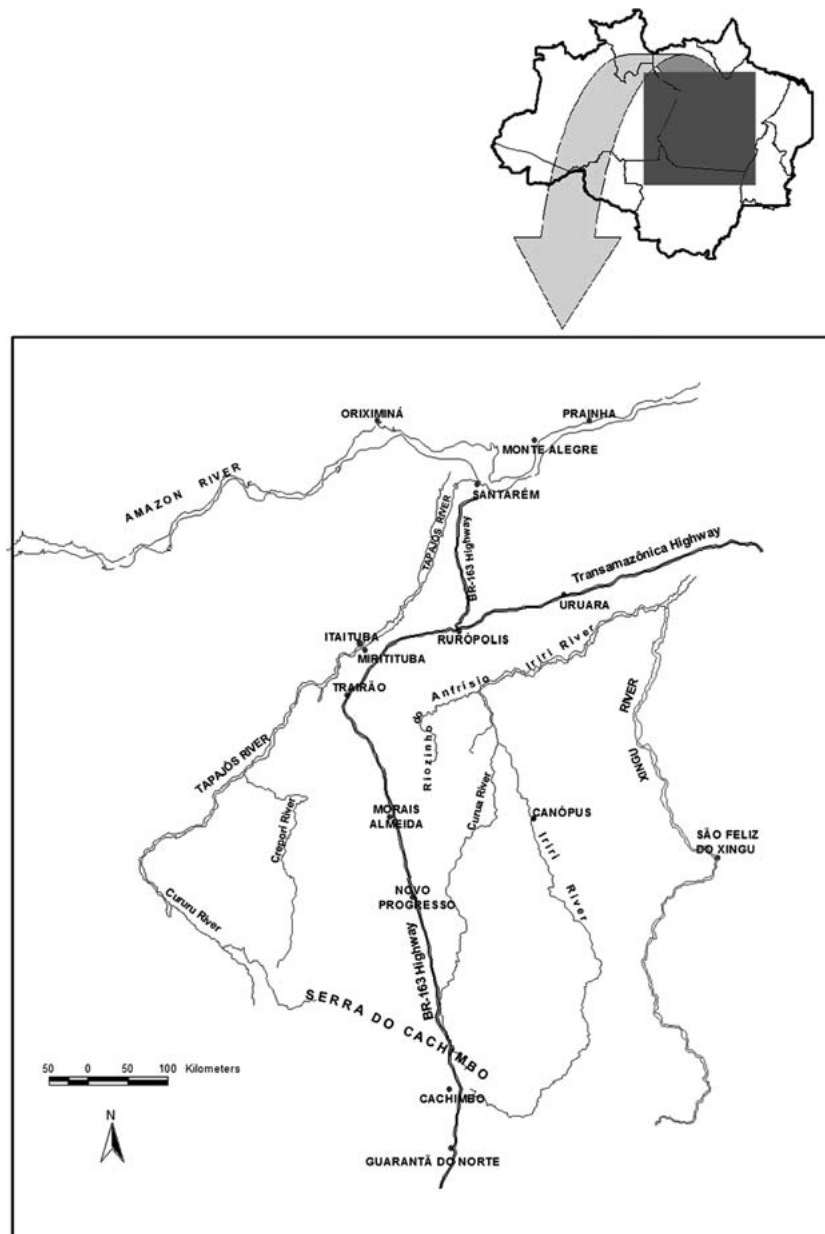 ORIXIMINÁ
PRAINHA
MONTE ALEGRE
AMAZON RIVER
SANTARÉM
TAPAJÓS RIVER
BR-163 Highway
Transamazônica Highway
URUARA
ITAITUBA
RURÓPOLIS
MIRITITUBA
Riozinho do Anfrísio
Iriri River
TRAIRÃO
RIVER
XINGU
TAPAJÓS RIVER
Crepori River
MORAIS
ALMEIDA
Curua River
CANÓPUS
Iriri River
SÃO FELIZ
DO XINGU
Cururu River
NOVO
PROGRESSO
BR-163 Highway
SERRA DO CACHIMBO
50 0 50 100 Kilometers
CACHIMBO
N
GUARANTÃ DO NORTE